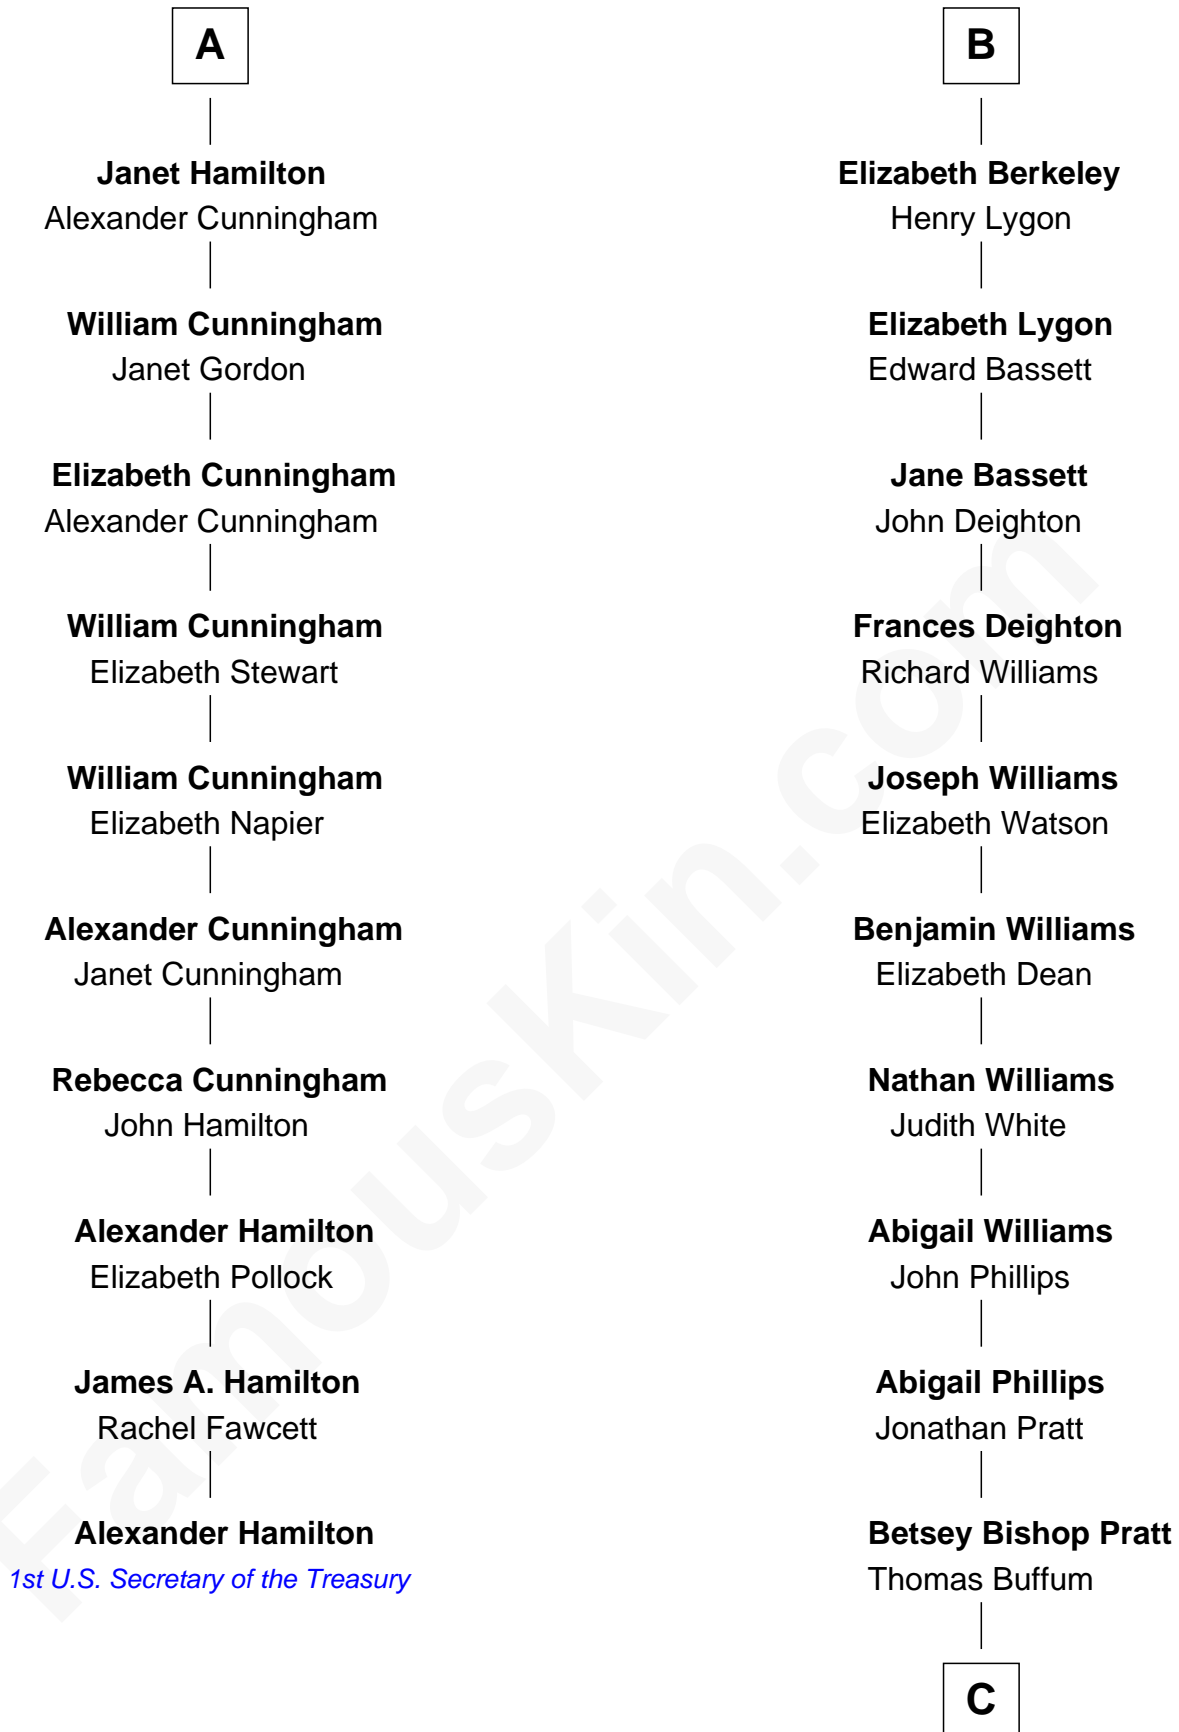 A
Janet Hamilton
Alexander Cunningham
William Cunningham
Janet Gordon
Elizabeth Cunningham
Alexander Cunningham
William Cunningham
Elizabeth Stewart
William Cunningham
Elizabeth Napier
Alexander Cunningham
Janet Cunningham
Rebecca Cunningham
John Hamilton
Alexander Hamilton
Elizabeth Pollock
James A. Hamilton
Rachel Fawcett
Alexander Hamilton
1st U.S. Secretary of the Treasury
B
Elizabeth Berkeley
Henry Lygon
Elizabeth Lygon
Edward Bassett
Jane Bassett
John Deighton
Frances Deighton
Richard Williams
Joseph Williams
Elizabeth Watson
Benjamin Williams
Elizabeth Dean
Nathan Williams
Judith White
Abigail Williams
John Phillips
Abigail Phillips
Jonathan Pratt
Betsey Bishop Pratt
Thomas Buffum
C
FamousKin.com